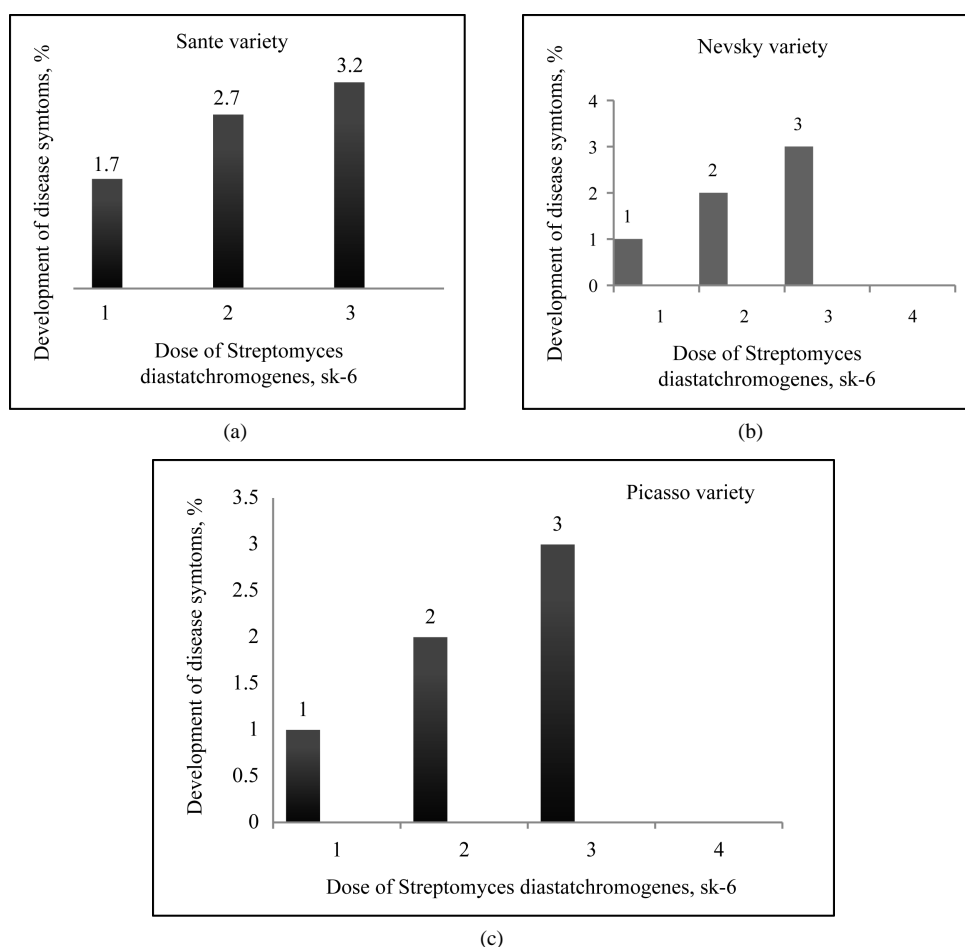 Sante variety
Development of disease symtoms, %
1.7
2.7
3.2
1 2 3
Dose of Streptomyces
diastatchromogenes, sk-6
(a)
Nevsky variety
Development of disease symtoms, %
4
3
2
1
0
1
2
3
1 2 3 4
Dose of Streptomyces
diastatchromogenes, sk-6
(b)
Picasso variety
Development of disease symtoms, %
3.5
3
2.5
2
1.5
1
0.5
0
1
2
3
1 2 3 4
Dose of Streptomyces diastatchromogenes, sk-6
(c)